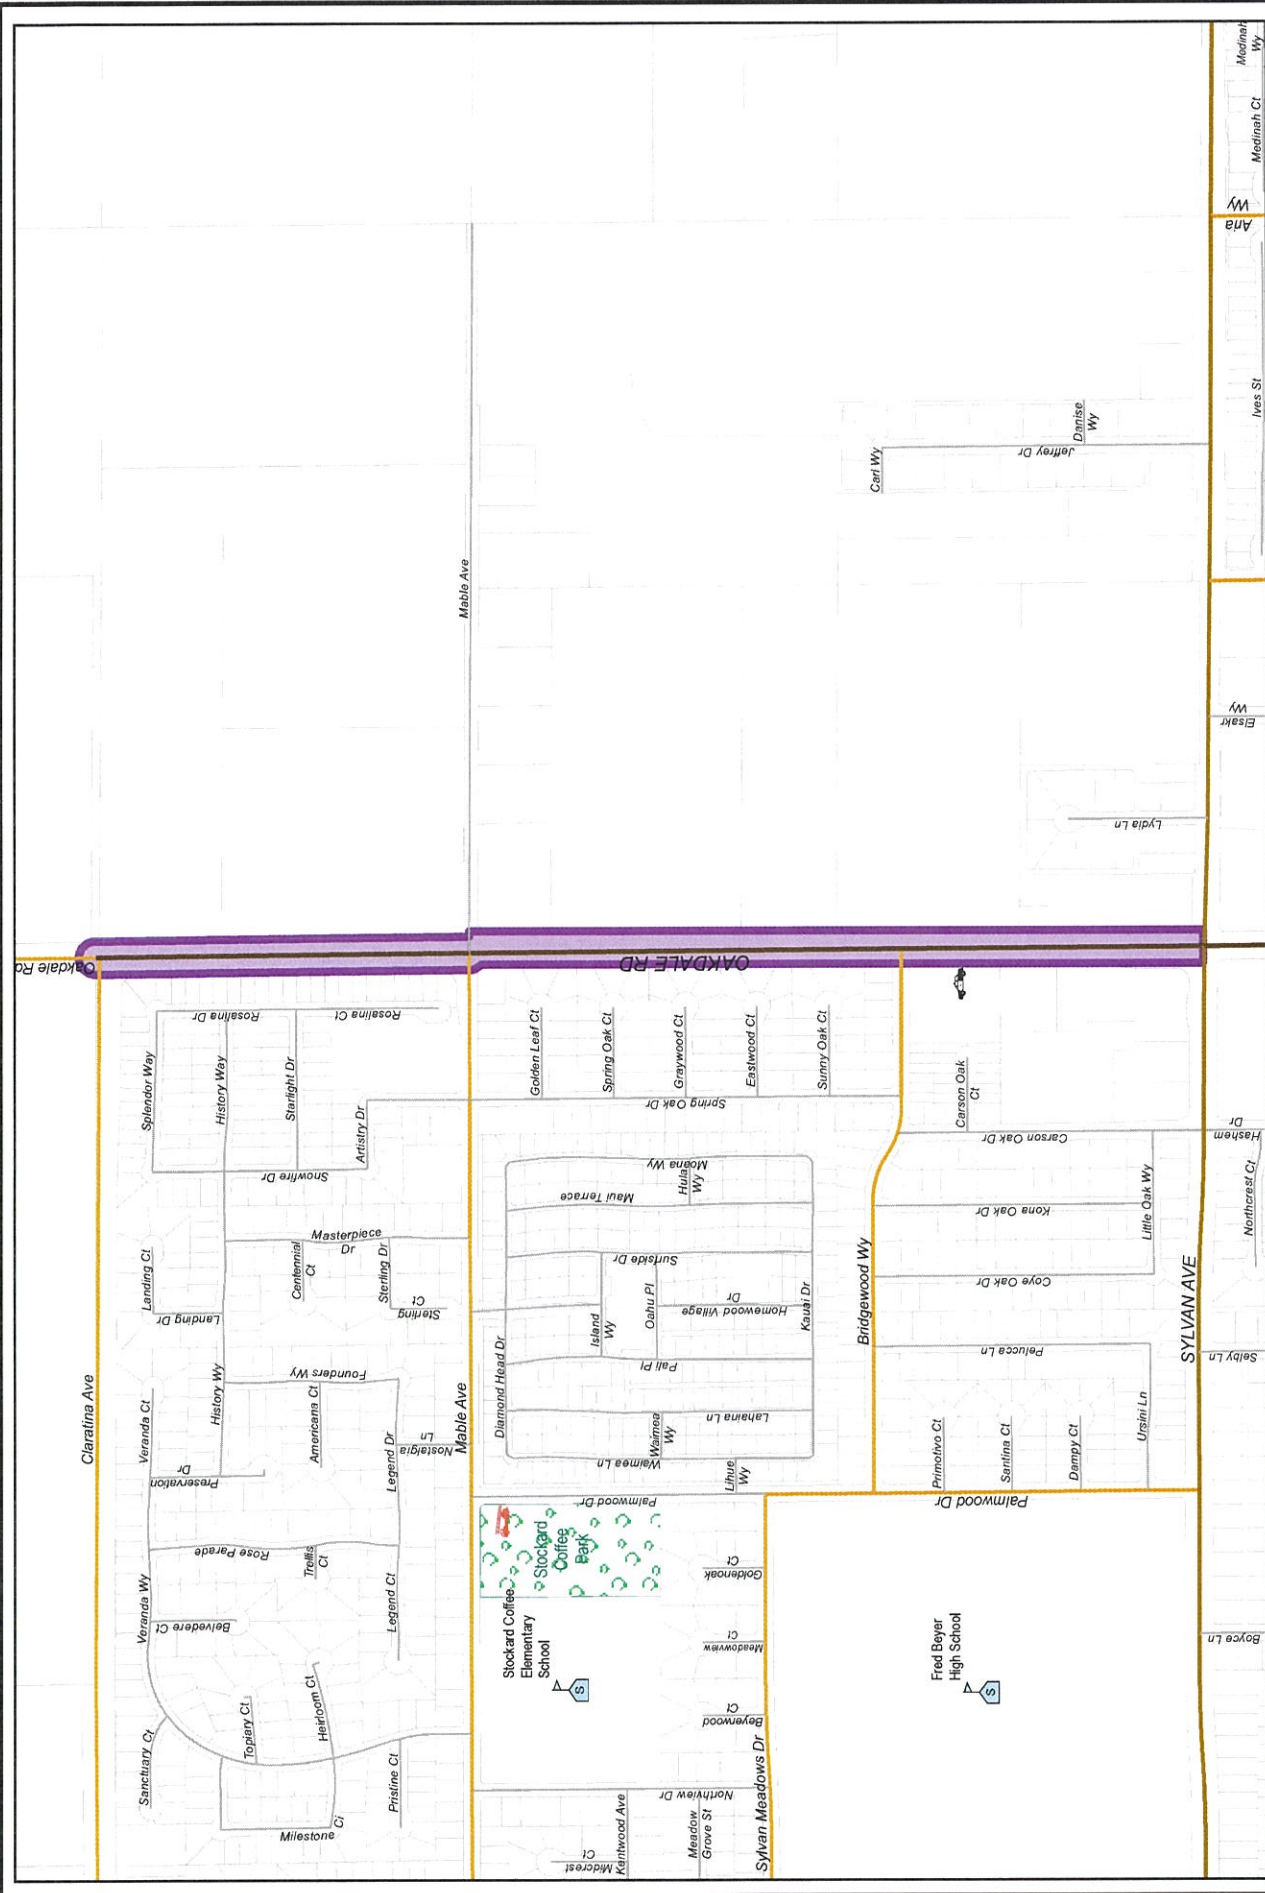 Medinah
Wy
Medinah Ct
Aria
Wy
Ives St
Danise
Wy
Jeffrey Dr
Carl Wy
Mable Ave
Elsakr
Wy
Lydia Ln
Oakdale Rd
OAKDALE RD
Rosalina Dr
Rosalina Ct
Splendor Way
History Way
Starlight Dr
Artistry Dr
Snowfire Dr
Golden Leaf Ct
Spring Oak Ct
Graywood Ct
Eastwood Ct
Sunny Oak Ct
Spring Oak Dr
Carson Oak
Ct
Carson Oak Dr
Hashem
Dr
Northcrest Ct
Moana Wy
Hula
Wy
Maui Terrace
Surfside Dr
Kona Oak Dr
Little Oak Wy
Coye Oak Dr
Masterpiece
Dr
Centennial
Ct
Sterling Dr
Sterling
Ct
Landing Ct
Landing Dr
Island
Wy
Oahu Pl
Homewood Village
Dr
Kauai Dr
Bridgewood Wy
SYLVAN AVE
Selby Ln
Pelucca Ln
Pali Pl
Diamond Head Dr
Founders Wy
History Wy
Americana Ct
Claratina Ave
Veranda Ct
Preservation
Dr
Legend Dr
Nostalgia
Ln
Mable Ave
Lahaina Ln
Waimea
Wy
Waimea Ln
Lihue
Wy
Ursini Ln
Primotivo Ct
Santina Ct
Dampy Ct
Palmwood Dr
Palmwood Dr
Stockard
Coffee
Park
Goldenoak
Ct
Rose Parade
Trellis
Ct
Veranda Wy
Belvedere Ct
Legend Ct
Stockard Coffee
Elementary
School
S
Meadowview
Ct
Beyerwood
Ct
Fred Beyer
High School
S
Boyce Ln
Sanctuary Ct
Topiary Ct
Heirloom Ct
Pristine Ct
Milestone
Ci
Northview Dr
Sylvan Meadows Dr
Kentwood Ave
Meadow
Grove St
Midcrest
Ct